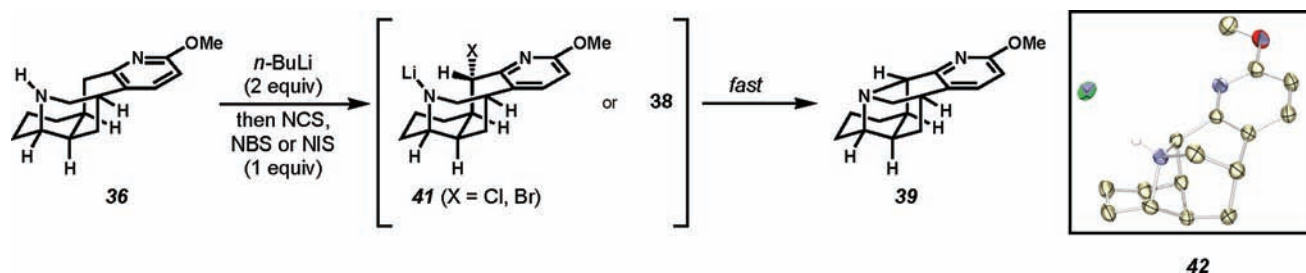 H
N
N
OMe
H
H
H
H
36
n-BuLi
(2 equiv)
then NCS,
NBS or NIS
(1 equiv)
X
H
Li
N
N
OMe
H
H
H
H
41 (X = Cl, Br)
or 38
fast
H
N
N
OMe
H
H
H
H
39
42